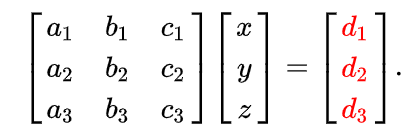 [a₁ b₁ c₁] [x] = [d₁]
[a₂ b₂ c₂] [y] = [d₂]
[a₃ b₃ c₃] [z] = [d₃].